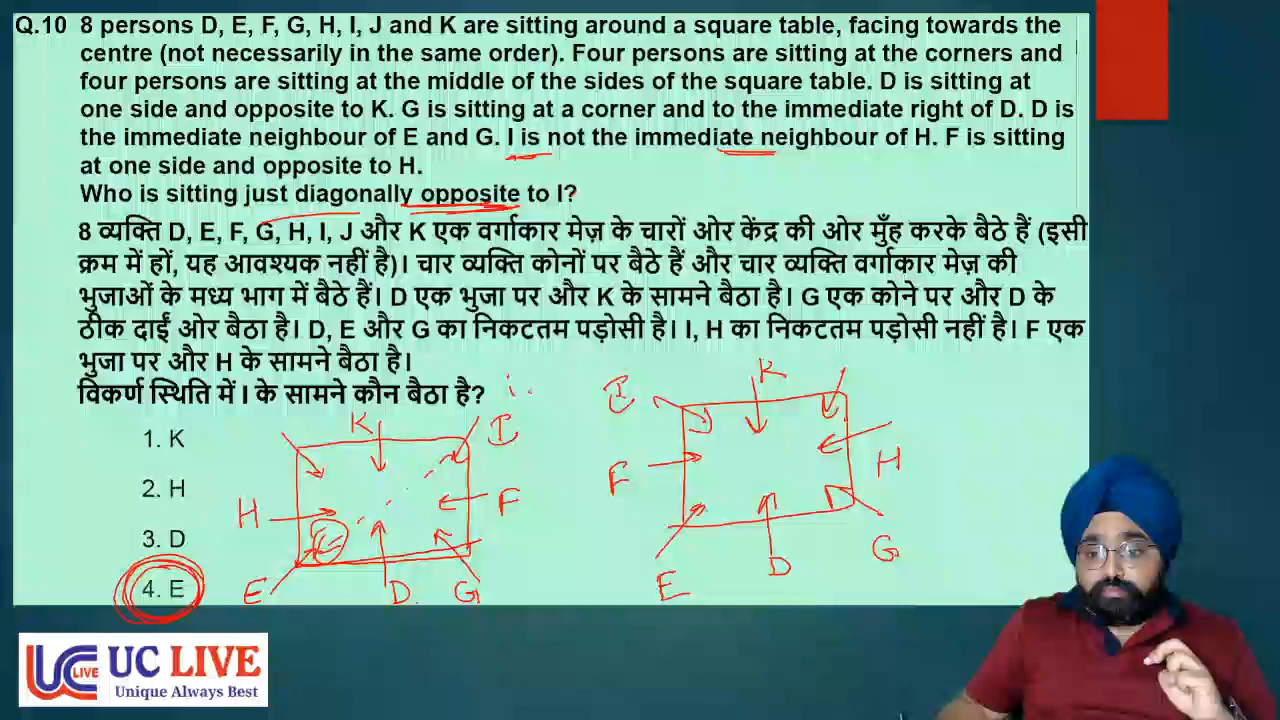 Q.10 8 persons D, E, F, G, H, I, J and K are sitting around a square table, facing towards the
centre (not necessarily in the same order). Four persons are sitting at the corners and
four persons are sitting at the middle of the sides of the square table. D is sitting at
one side and opposite to K. G is sitting at a corner and to the immediate right of D. D is
the immediate neighbour of E and G. I is not the immediate neighbour of H. F is sitting
at one side and opposite to H.
Who is sitting just diagonally opposite to I?
8 व्यक्ति D, E, F, G, H, I, J और K एक वर्गाकार मेज़ के चारों ओर केंद्र की ओर मुँह करके बैठे हैं (इसी
क्रम में हों, यह आवश्यक नहीं है)। चार व्यक्ति कोनों पर बैठे हैं और चार व्यक्ति वर्गाकार मेज़ की
भुजाओं के मध्य भाग में बैठे हैं। D एक भुजा पर और K के सामने बैठा है। G एक कोने पर और D के
ठीक दाईं ओर बैठा है। D, E और G का निकटतम पड़ोसी है। I, H का निकटतम पड़ोसी नहीं है। F एक
भुजा पर और H के सामने बैठा है।
विकर्ण स्थिति में I के सामने कौन बैठा है?
1. K
2. H
3. D
4. E
K I
H F
E D G
I K
F H
E D G
UC LIVE UC LIVE
Unique Always Best